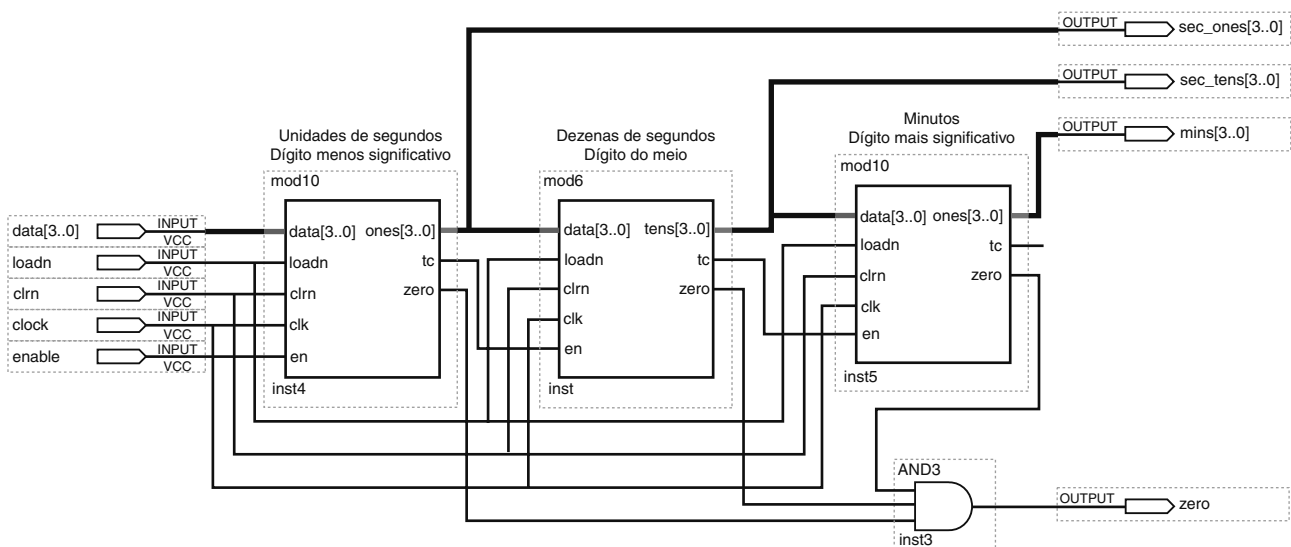 OUTPUT
sec_ones[3..0]
OUTPUT
sec_tens[3..0]
OUTPUT
mins[3..0]
Unidades de segundos
Dígito menos significativo
Dezenas de segundos
Dígito do meio
Minutos
Dígito mais significativo
mod10
mod6
mod10
data[3..0]
INPUT
VCC
loadn
INPUT
VCC
clrn
INPUT
VCC
clock
INPUT
VCC
enable
INPUT
VCC
data[3..0] ones[3..0]
loadn
tc
clrn
zero
clk
en
inst4
data[3..0] tens[3..0]
loadn
tc
clrn
zero
clk
en
inst
data[3..0] ones[3..0]
loadn
tc
clrn
zero
clk
en
inst5
AND3
inst3
OUTPUT
zero